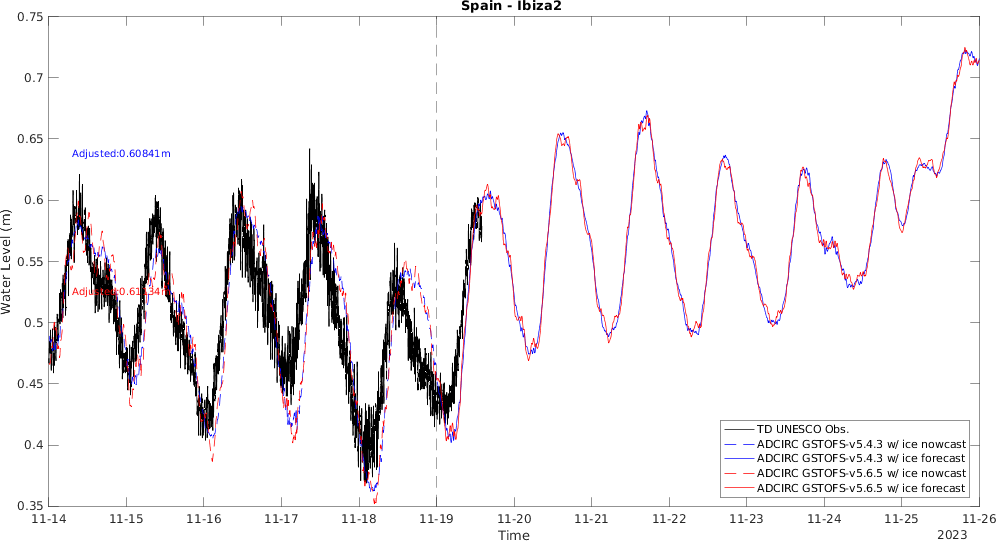 Spain - Ibiza2
0.75
0.7
0.65
0.6
0.55
0.5
0.45
0.4
0.35
Water Level (m)
Adjusted:0.60841m
11-14
11-15
11-16
11-17
11-18
11-19
11-20
11-21
11-22
11-23
11-24
11-25
11-26
Time
2023
TD UNESCO Obs.
ADCIRC GSTOFS-v5.4.3 w/ ice nowcast
ADCIRC GSTOFS-v5.4.3 w/ ice forecast
ADCIRC GSTOFS-v5.6.5 w/ ice nowcast
ADCIRC GSTOFS-v5.6.5 w/ ice forecast